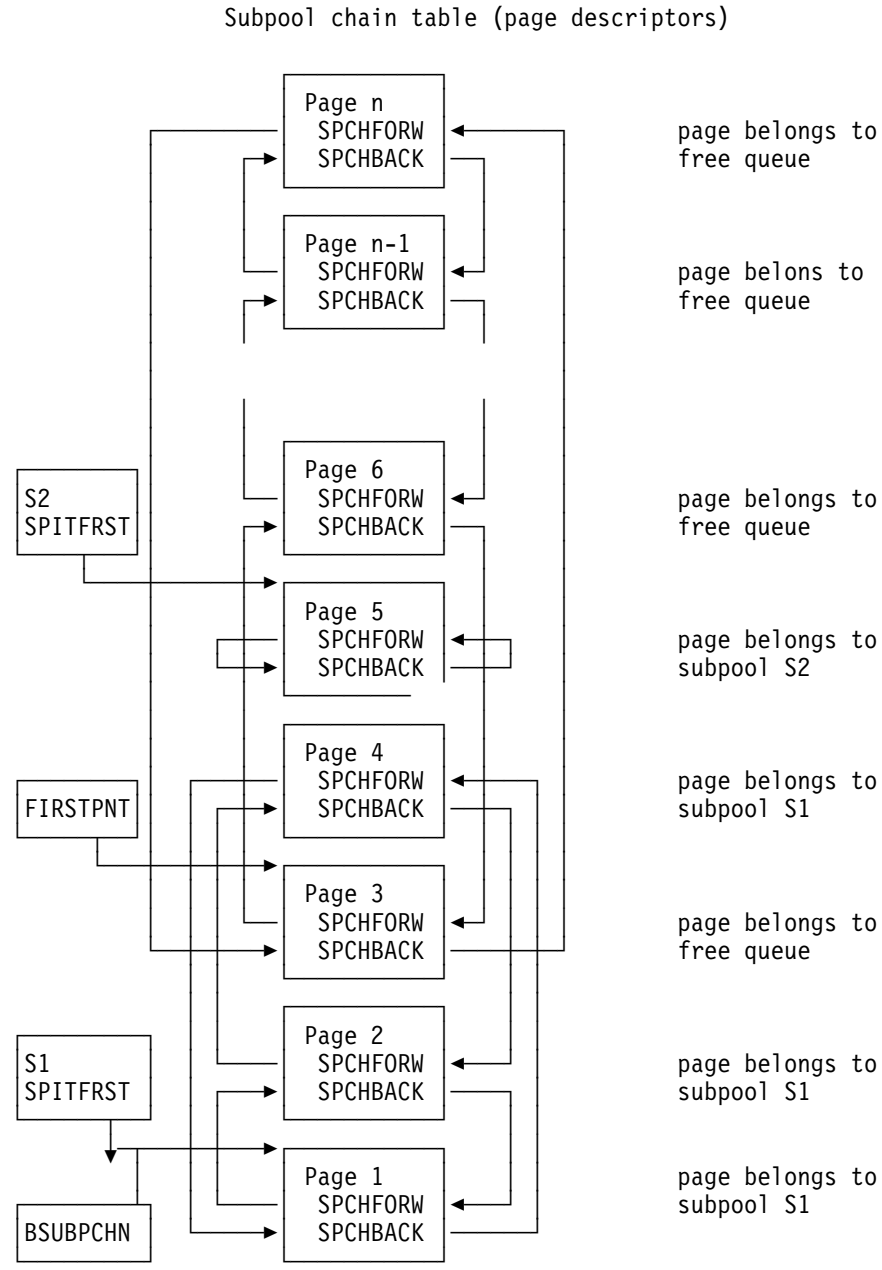 Subpool chain table (page descriptors)
Page n
SPCHFORW
SPCHBACK
page belongs to
free queue
Page n-1
SPCHFORW
SPCHBACK
page belons to
free queue
Page 6
SPCHFORW
SPCHBACK
page belongs to
free queue
S2
SPITFRST
Page 5
SPCHFORW
SPCHBACK
page belongs to
subpool S2
Page 4
SPCHFORW
SPCHBACK
page belongs to
subpool S1
FIRSTPNT
Page 3
SPCHFORW
SPCHBACK
page belongs to
free queue
Page 2
SPCHFORW
SPCHBACK
page belongs to
subpool S1
S1
SPITFRST
Page 1
SPCHFORW
SPCHBACK
page belongs to
subpool S1
BSUBPCHN